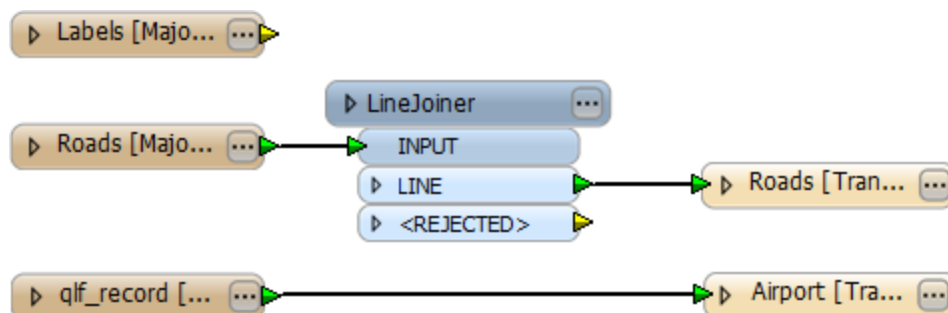 Labels [Majo... ...
LineJoiner ...
Roads [Majo... ...
INPUT
LINE
Roads [Tran... ...
<REJECTED>
qlf_record [... ...
Airport [Tra... ...